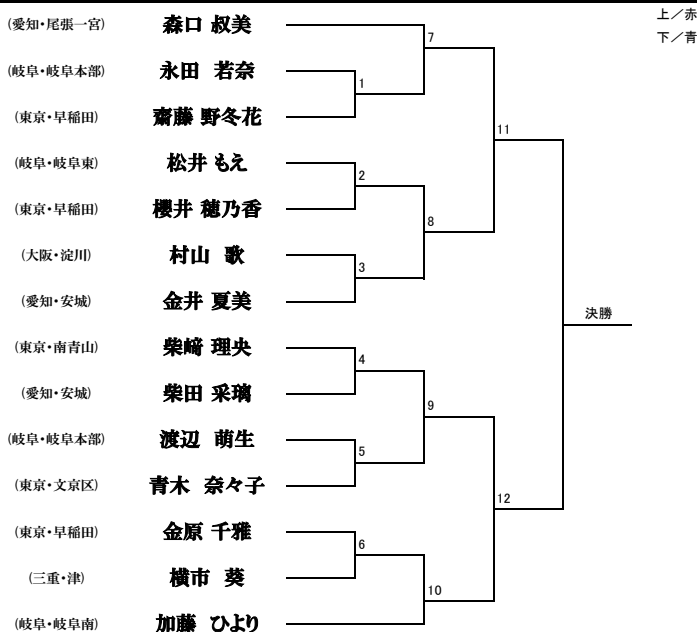 上／赤
下／青
(愛知・尾張一宮) 森口 叔美
(岐阜・岐阜本部) 永田 若奈
(東京・早稲田) 齋藤 野冬花
(岐阜・岐阜東) 松井 もえ
(東京・早稲田) 櫻井 穂乃香
(大阪・淀川) 村山 歌
(愛知・安城) 金井 夏美
(東京・南青山) 柴﨑 理央
(愛知・安城) 柴田 采璃
(岐阜・岐阜本部) 渡辺 萌生
(東京・文京区) 青木 奈々子
(東京・早稲田) 金原 千雅
(三重・津) 横市 葵
(岐阜・岐阜南) 加藤 ひより
1
2
3
4
5
6
7
8
9
10
11
12
決勝